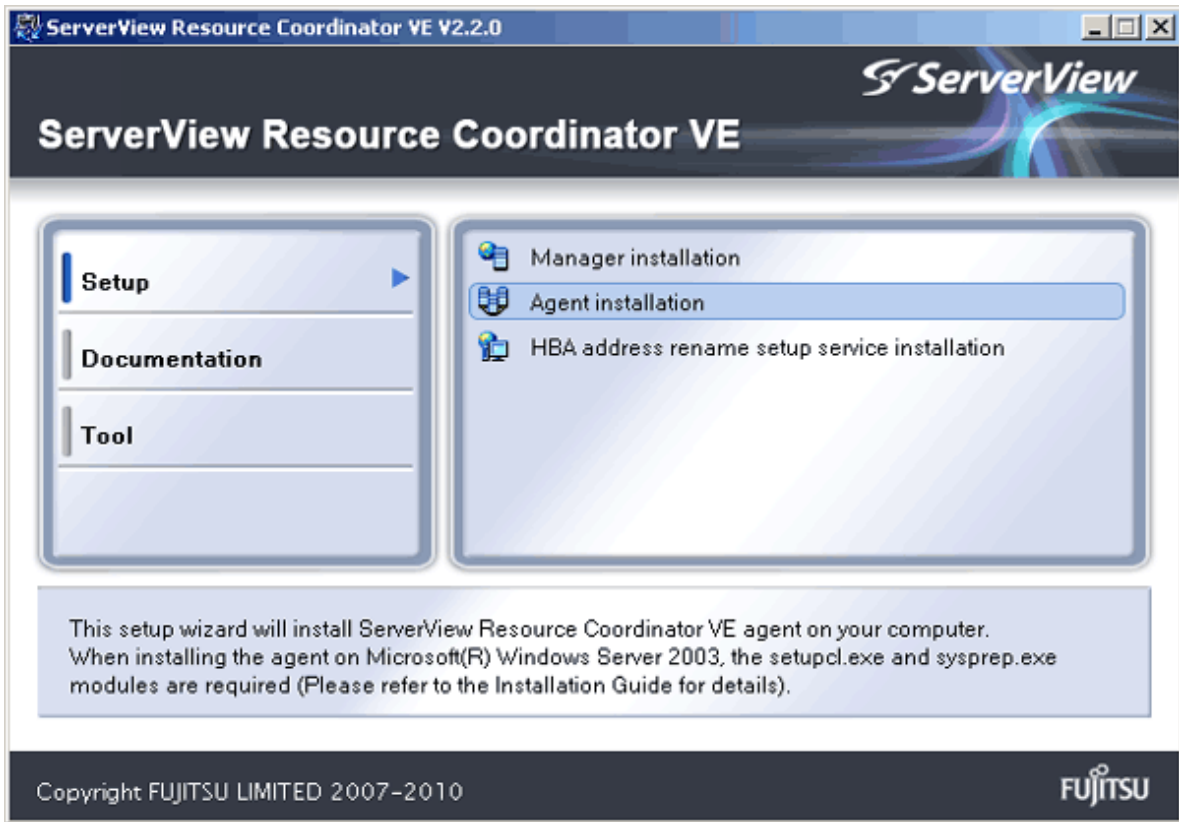 ServerView Resource Coordinator VE V2.2.0
ServerView
ServerView Resource Coordinator VE
Setup
Documentation
Tool
Manager installation
Agent installation
HBA address rename setup service installation
This setup wizard will install ServerView Resource Coordinator VE agent on your computer.
When installing the agent on Microsoft(R) Windows Server 2003, the setupcl.exe and sysprep.exe
modules are required (Please refer to the Installation Guide for details).
Copyright FUJITSU LIMITED 2007-2010
FUJITSU